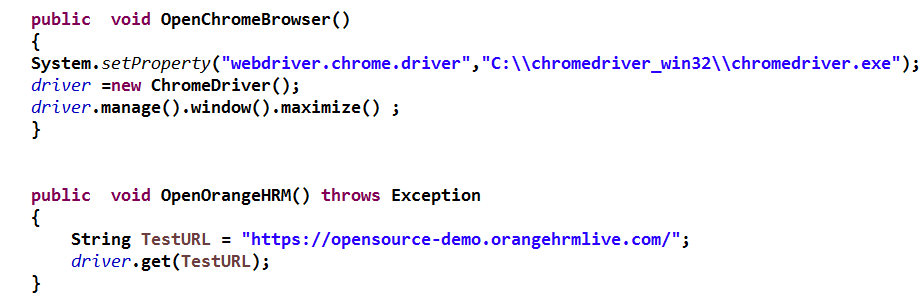 public  void OpenChromeBrowser()
{
System.setProperty("webdriver.chrome.driver","C:\\chromedriver_win32\\chromedriver.exe");
driver =new ChromeDriver();
driver.manage().window().maximize() ;
}
public  void OpenOrangeHRM() throws Exception
{
    String TestURL = "https://opensource-demo.orangehrmlive.com/";
    driver.get(TestURL);
}